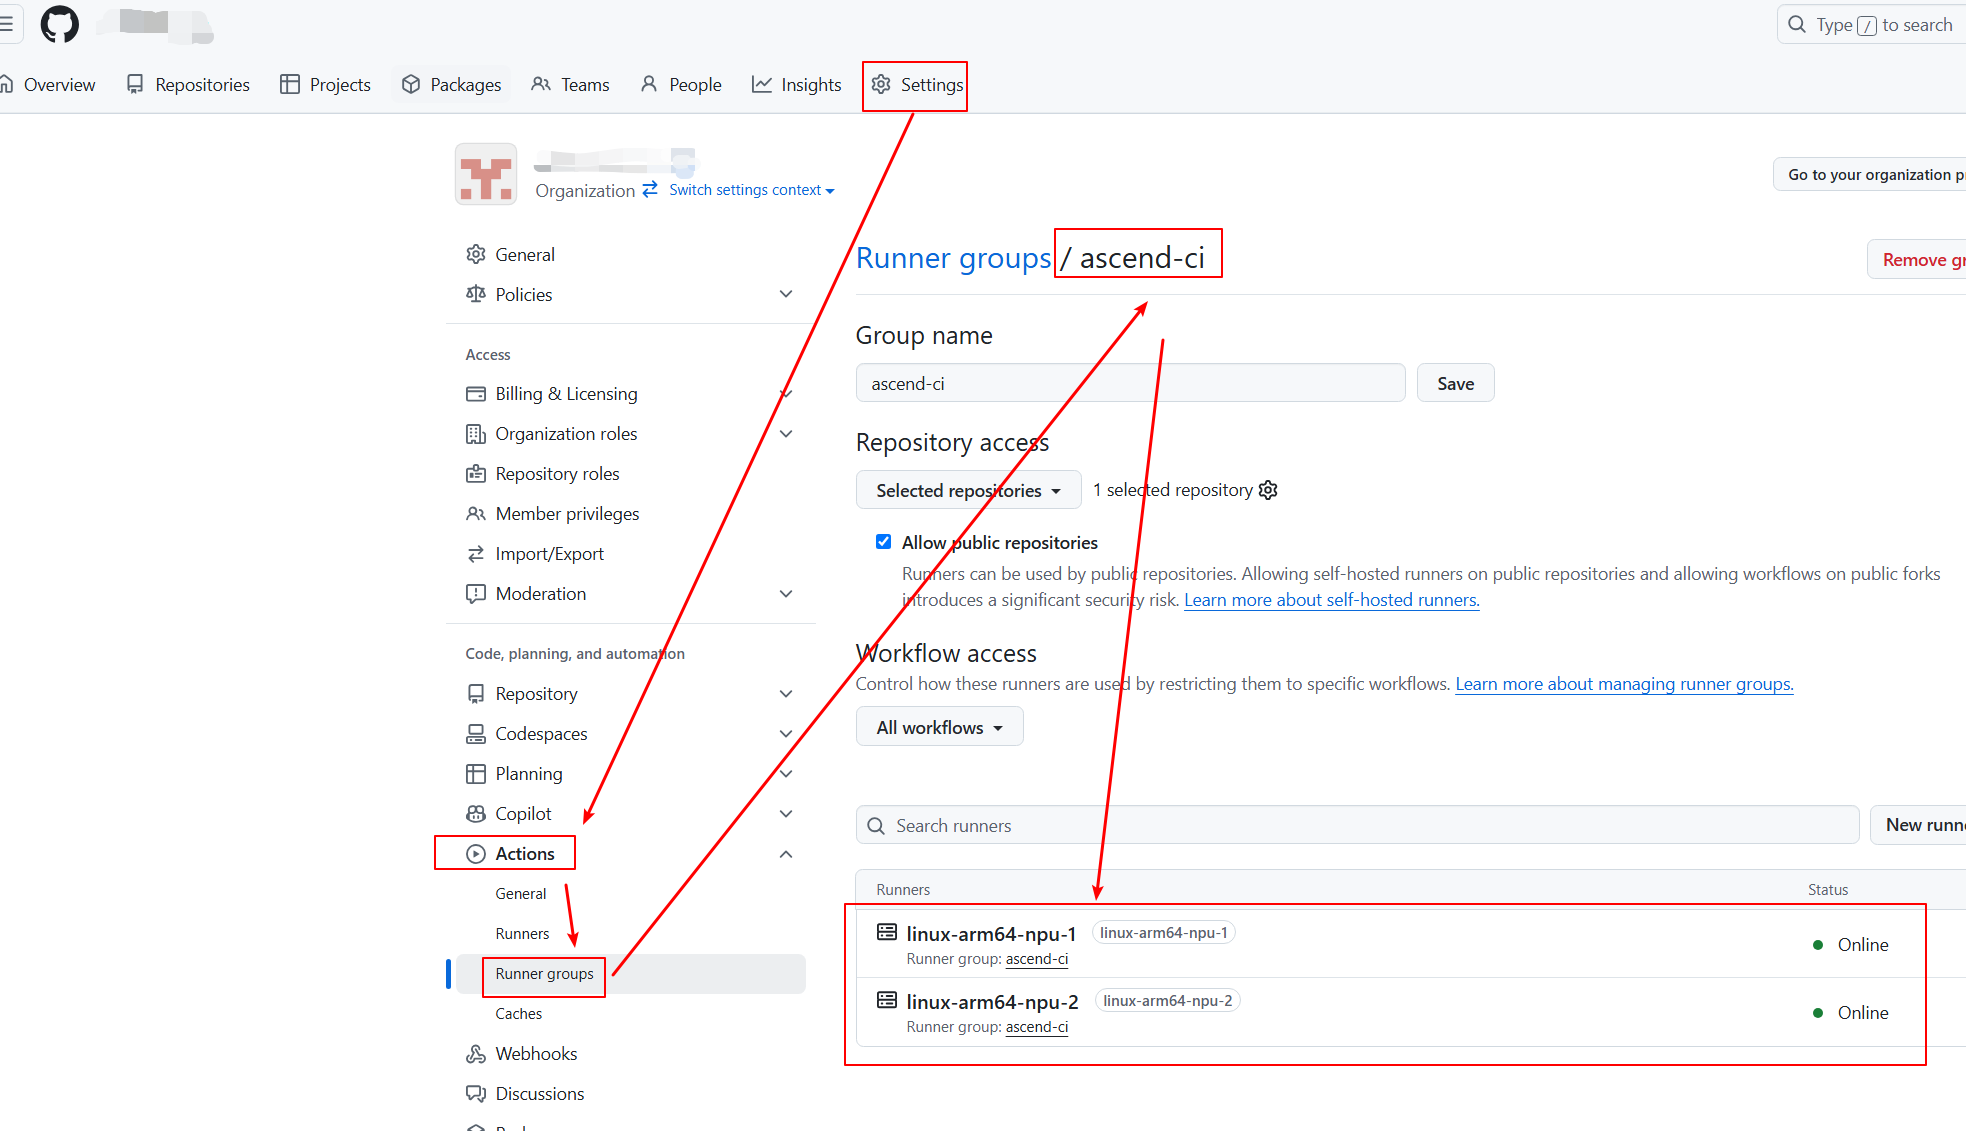 Type / to search
Overview Repositories Projects Packages Teams People Insights Settings
Organization Switch settings context
Go to your organization
General
Policies
Access
Billing & Licensing
Organization roles
Repository roles
Member privileges
Import/Export
Moderation
Code, planning, and automation
Repository
Codespaces
Planning
Copilot
Actions
General
Runners
Runner groups
Caches
Webhooks
Discussions
Runner groups / ascend-ci
Remove
Group name
ascend-ci Save
Repository access
Selected repositories 1 selected repository
Allow public repositories
Runners can be used by public repositories. Allowing self-hosted runners on public repositories and allowing workflows on public forks
introduces a significant security risk. Learn more about self-hosted runners.
Workflow access
Control how these runners are used by restricting them to specific workflows. Learn more about managing runner groups.
All workflows
Search runners New
Runners Status
linux-arm64-npu-1 linux-arm64-npu-1 Online
Runner group: ascend-ci
linux-arm64-npu-2 linux-arm64-npu-2 Online
Runner group: ascend-ci